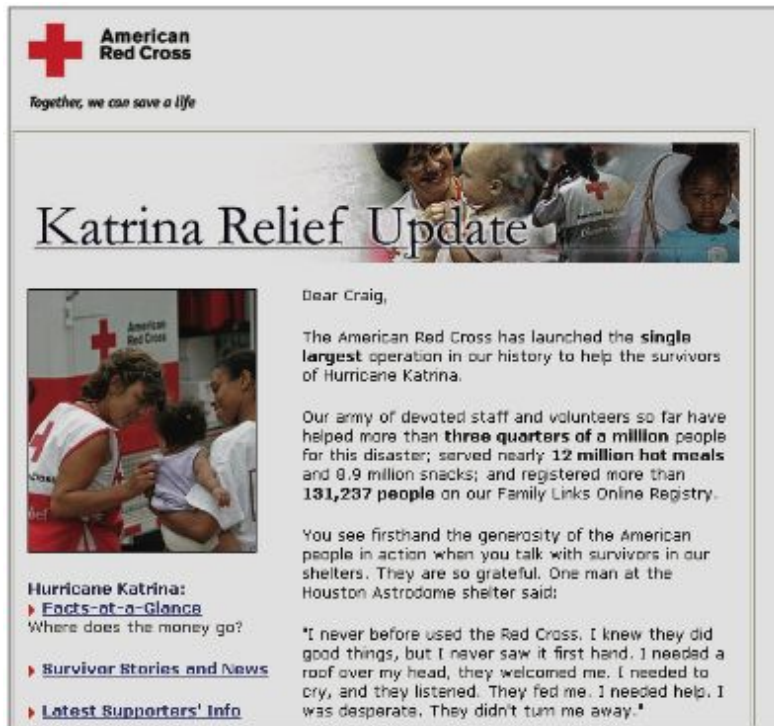 American
Red Cross
Together, we can save a life
Katrina Relief Update
American
Red Cross
Hurricane Katrina:
Facts-at-a-Glance
Where does the money go?
Survivor Stories and News
Latest Supporters' Info
Dear Craig,
The American Red Cross has launched the single
largest operation in our history to help the survivors
of Hurricane Katrina.
Our army of devoted staff and volunteers so far have
helped more than three quarters of a million people
for this disaster; served nearly 12 million hot meals
and 8.9 million snacks; and registered more than
131,237 people on our Family Links Online Registry.
You see firsthand the generosity of the American
people in action when you talk with survivors in our
shelters. They are so grateful. One man at the
Houston Astrodome shelter said:
"I never before used the Red Cross. I knew they did
good things, but I never saw it first hand. I needed a
roof over my head, they welcomed me. I needed to
cry, and they listened. They fed me. I needed help. I
was desperate. They didn't turn me away."